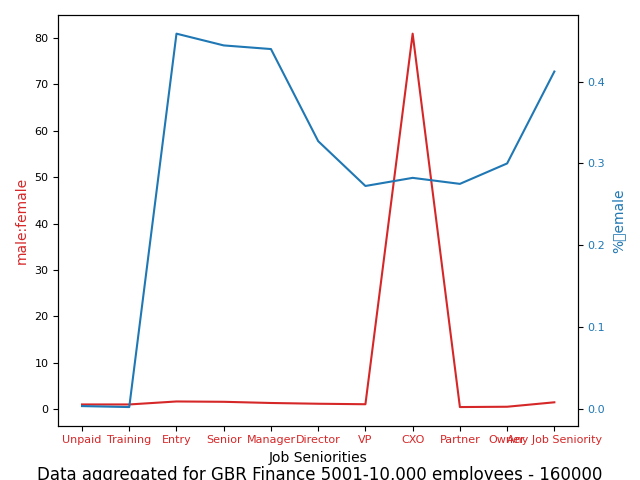 80
70
60
50
40
30
20
10
0
male:female
0.4
0.3
0.2
0.1
0.0
%▯emale
Unpaid Training Entry Senior Manager Director VP CXO Partner Owner Any Job Seniority
Job Seniorities
Data aggregated for GBR Finance 5001-10.000 employees - 160000